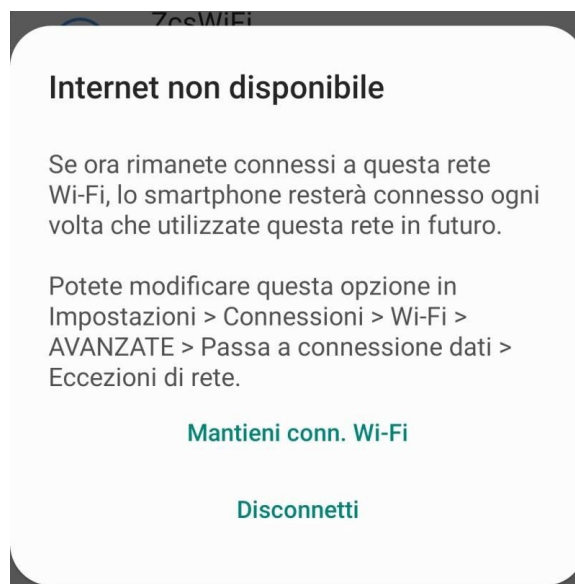 ZcsWiFi
Internet non disponibile
Se ora rimanete connessi a questa rete
Wi-Fi, lo smartphone resterà connesso ogni
volta che utilizzate questa rete in futuro.
Potete modificare questa opzione in
Impostazioni > Connessioni > Wi-Fi >
AVANZATE > Passa a connessione dati >
Eccezioni di rete.
Mantieni conn. Wi-Fi
Disconnetti